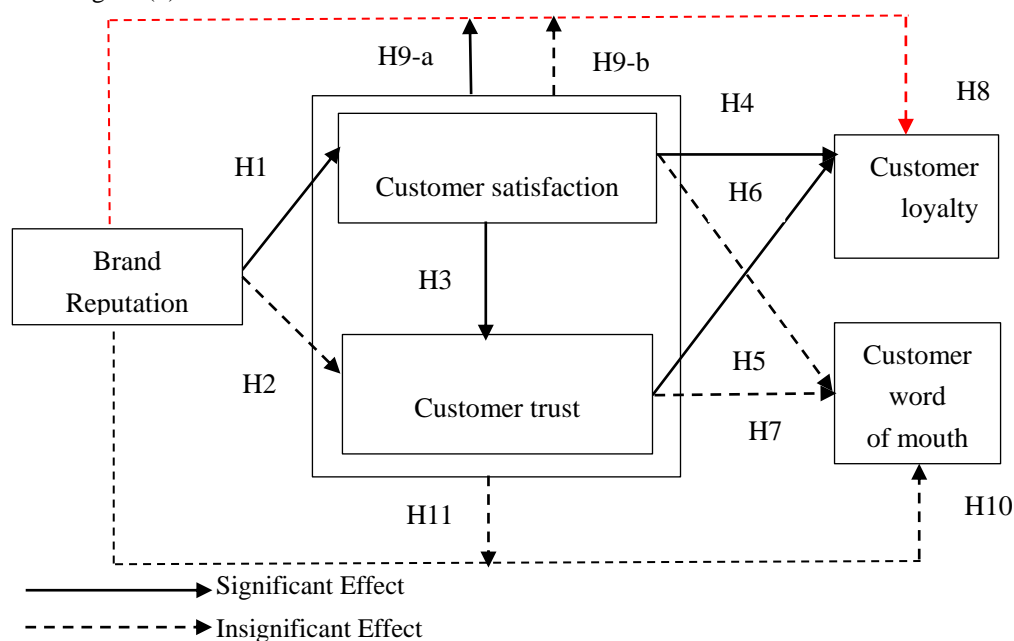 H9-a
H9-b
H4
H8
H1
Customer satisfaction
H6
Customer
loyalty
Brand
Reputation
H3
H2
Customer trust
H5
H7
Customer
word
of mouth
H11
H10
Significant Effect
Insignificant Effect